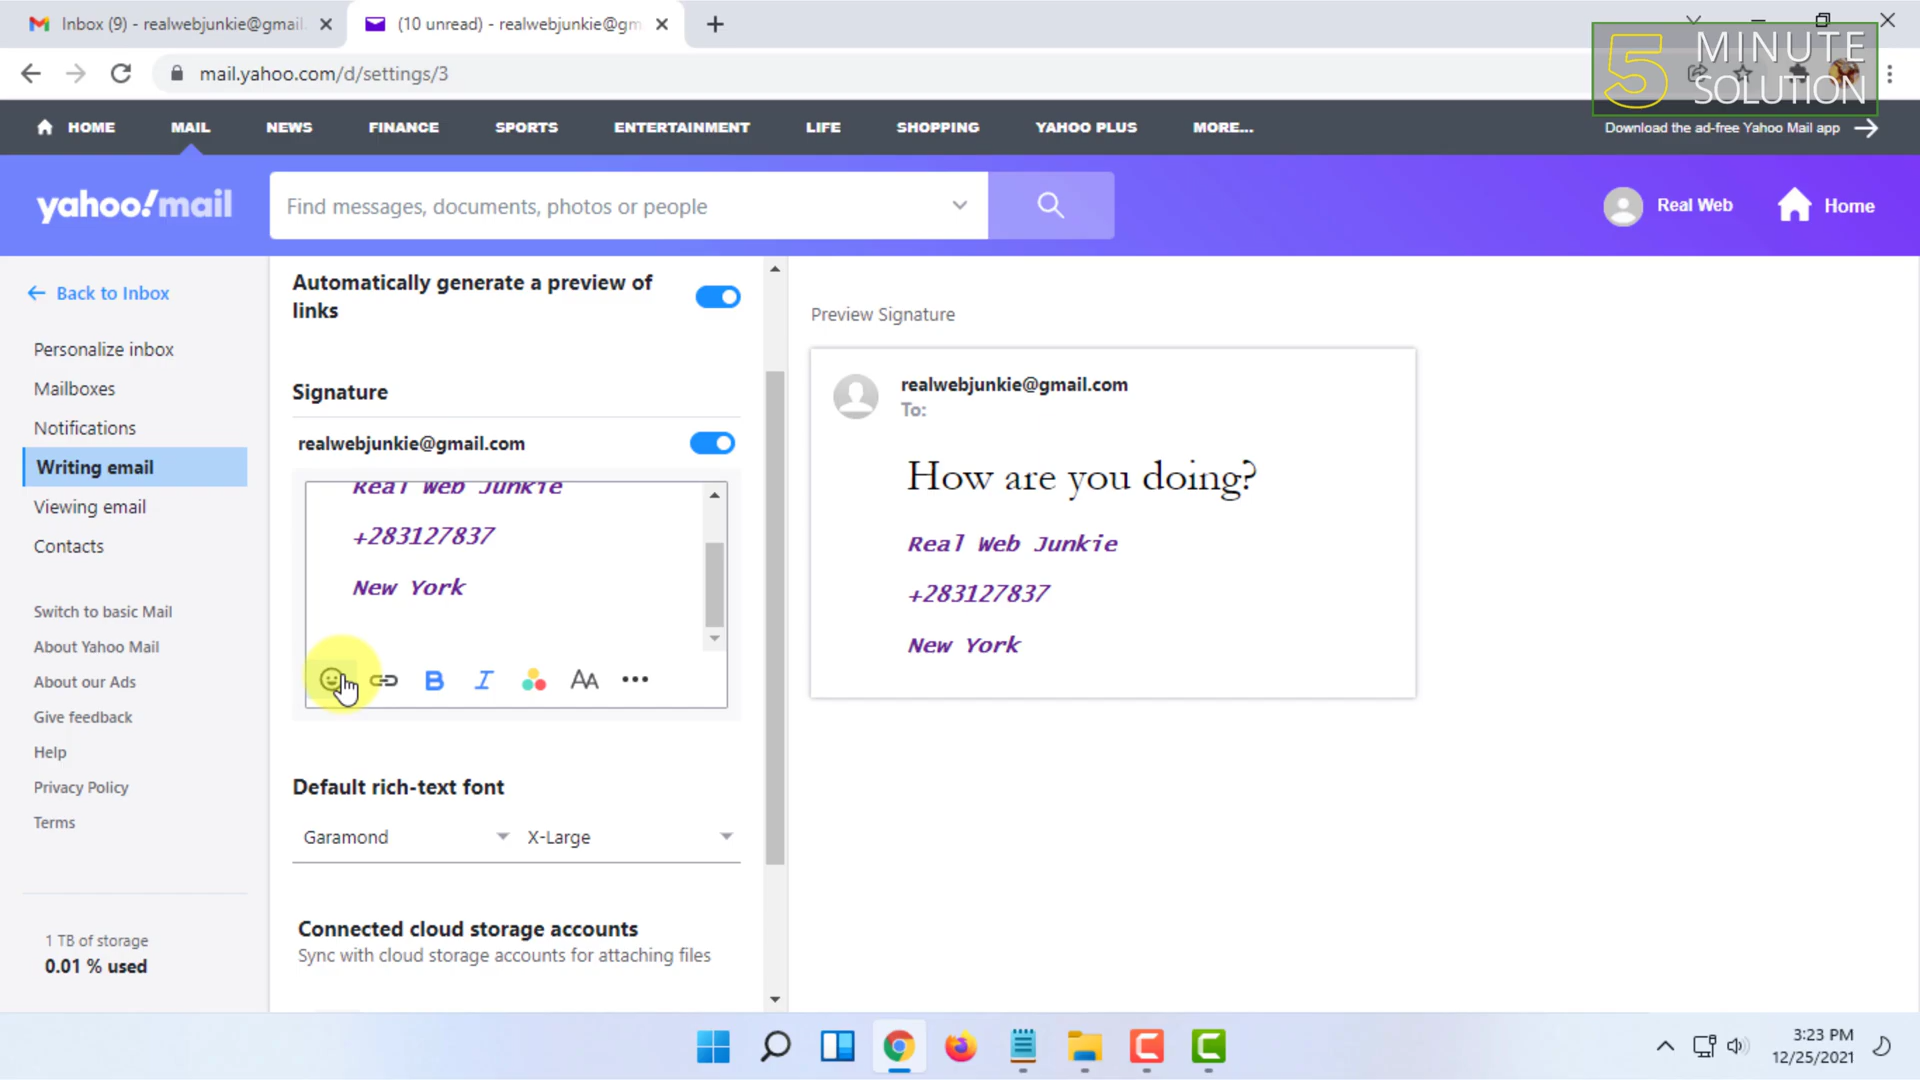 Inbox (9) - realwebjunkie@gmail.
(10 unread) - realwebjunkie@gm
mail.yahoo.com/d/settings/3
5 MINUTE SOLUTION
HOME MAIL NEWS FINANCE SPORTS ENTERTAINMENT LIFE SHOPPING YAHOO PLUS MORE...
Download the ad-free Yahoo Mail app
yahoo!mail
Find messages, documents, photos or people
Real Web
Home
Back to Inbox
Personalize inbox
Mailboxes
Notifications
Writing email
Viewing email
Contacts
Switch to basic Mail
About Yahoo Mail
About our Ads
Give feedback
Help
Privacy Policy
Terms
1 TB of storage
0.01 % used
Automatically generate a preview of
links
Signature
realwebjunkie@gmail.com
Real Web Junkie
+283127837
New York
B I AA
Default rich-text font
Garamond X-Large
Connected cloud storage accounts
Sync with cloud storage accounts for attaching files
Preview Signature
realwebjunkie@gmail.com
To:
How are you doing?
Real Web Junkie
+283127837
New York
3:23 PM
12/25/2021